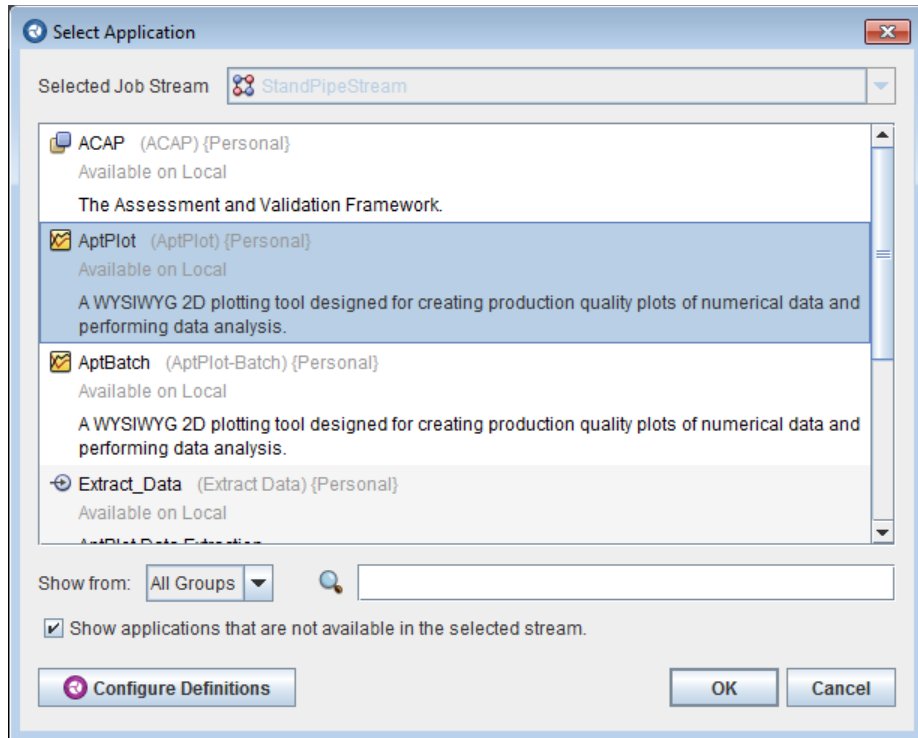 Select Application
Selected Job Stream StandPipeStream
ACAP (ACAP) {Personal}
Available on Local
The Assessment and Validation Framework.
AptPlot (AptPlot) {Personal}
Available on Local
A WYSIWYG 2D plotting tool designed for creating production quality plots of numerical data and
performing data analysis.
AptBatch (AptPlot-Batch) {Personal}
Available on Local
A WYSIWYG 2D plotting tool designed for creating production quality plots of numerical data and
performing data analysis.
Extract_Data (Extract Data) {Personal}
Available on Local
AptPlot Data Extraction
Show from: All Groups
Show applications that are not available in the selected stream.
Configure Definitions OK Cancel